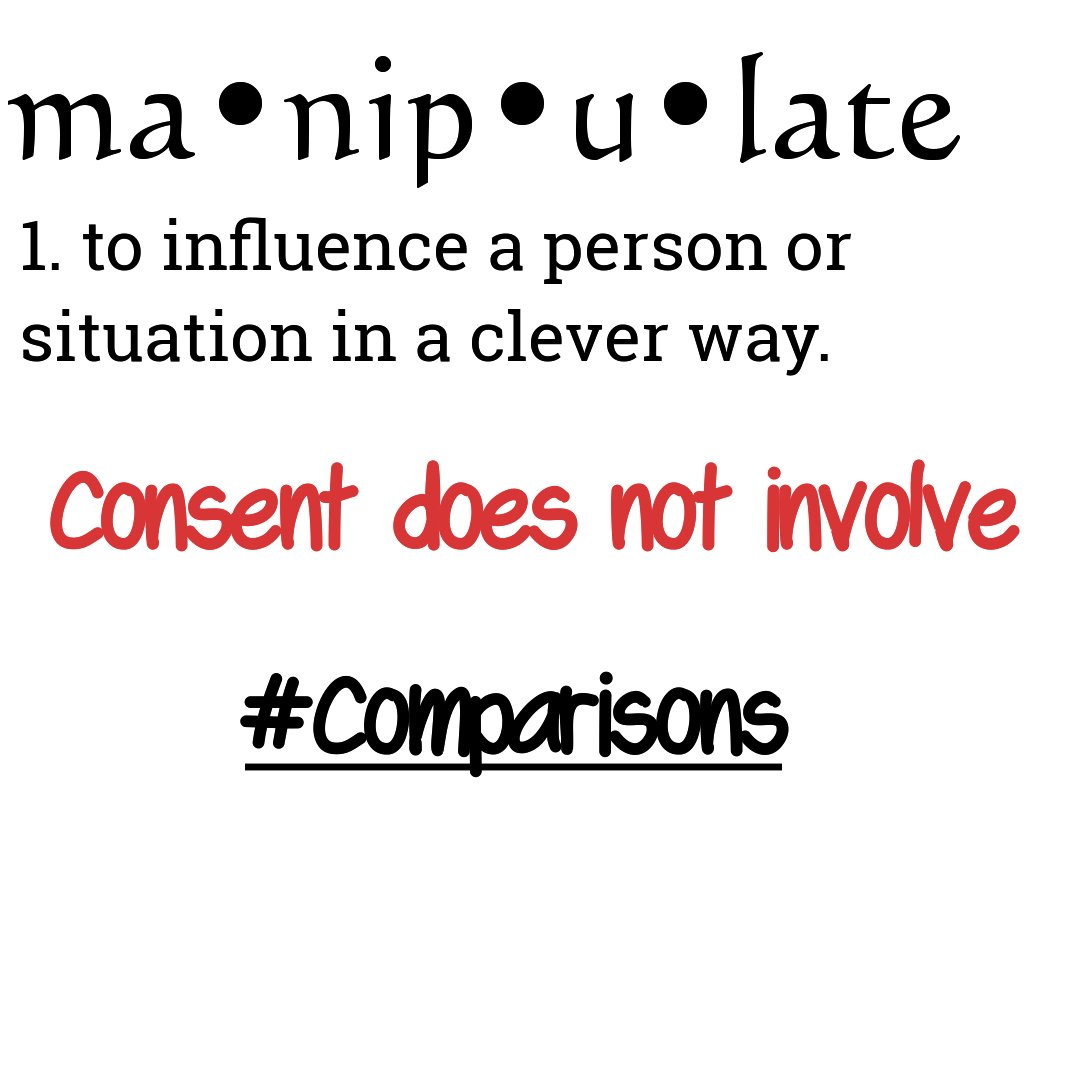 ma•nip•u•late
1. to influence a person or
situation in a clever way.
Consent does not involve
#Comparisons